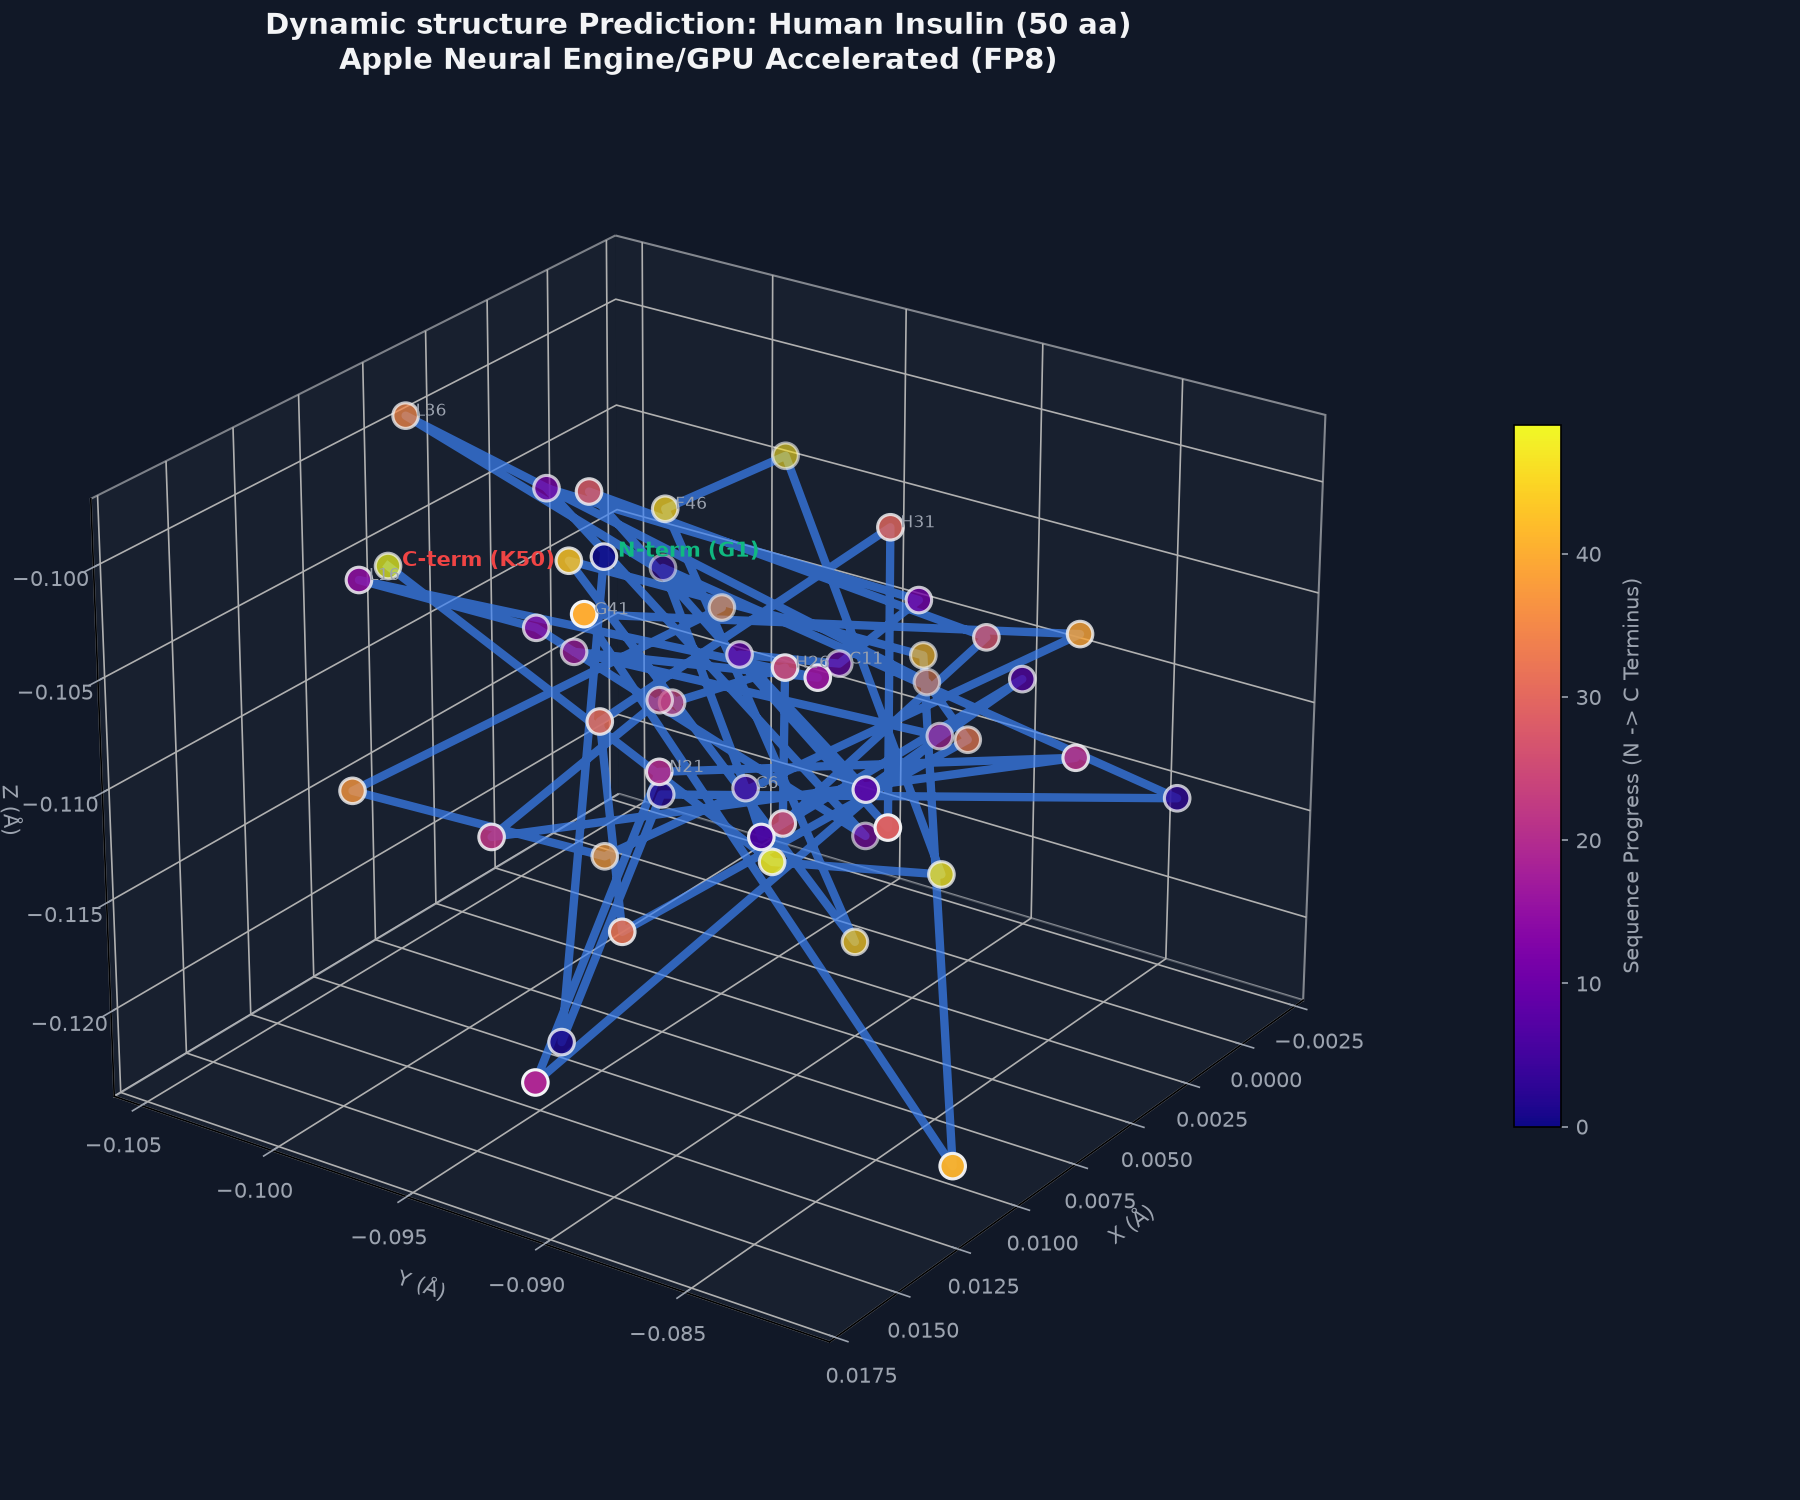 Dynamic structure Prediction: Human Insulin (50 aa)
Apple Neural Engine/GPU Accelerated (FP8)
L36
F46
H31
C-term (K50)
N-term (G1)
L16
G41
H26
C11
N21
C6
−0.100
−0.105
−0.110
−0.115
−0.120
Z (Å)
−0.105
−0.100
−0.095
−0.090
−0.085
Y (Å)
−0.0025
0.0000
0.0025
0.0050
0.0075
0.0100
0.0125
0.0150
0.0175
X (Å)
40
30
20
10
0
Sequence Progress (N -> C Terminus)